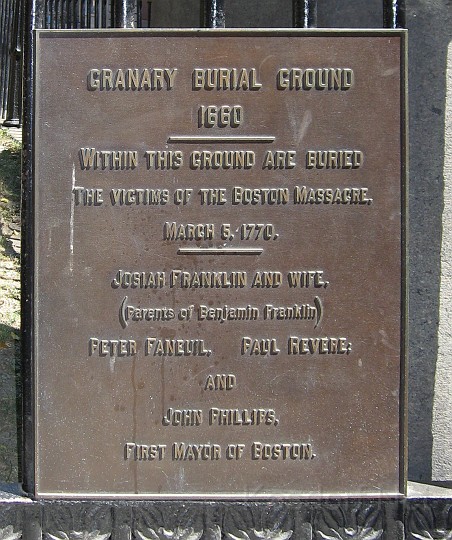 GRANARY BURIAL GROUND
1660
WITHIN THIS GROUND ARE BURIED
THE VICTIMS OF THE BOSTON MASSACRE,
MARCH 5, 1770.
JOSIAH FRANKLIN AND WIFE,
(Parents of Benjamin Franklin)
PETER FANEUIL, PAUL REVERE;
AND
JOHN PHILLIPS,
FIRST MAYOR OF BOSTON.